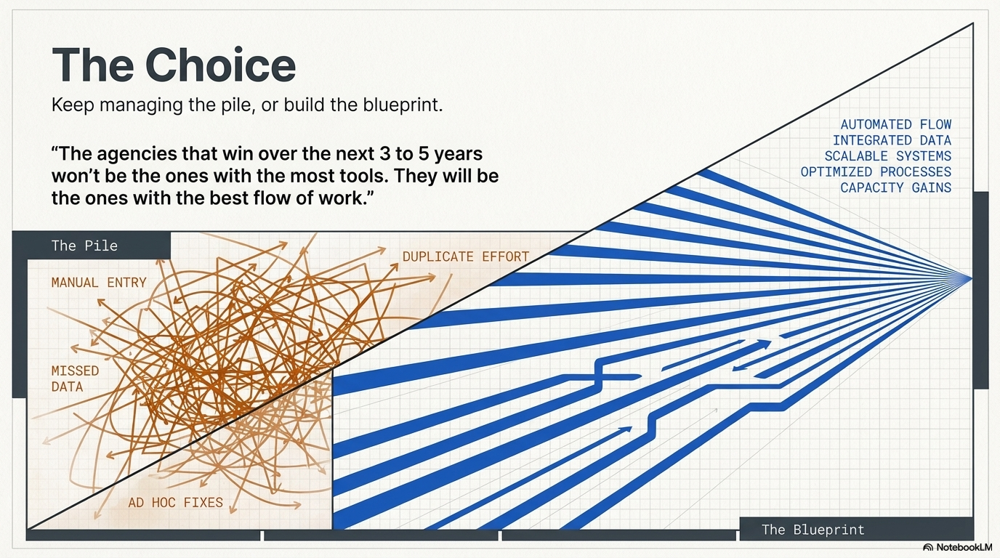 The Choice
Keep managing the pile, or build the blueprint.
“The agencies that win over the next 3 to 5 years
won’t be the ones with the most tools. They will be
the ones with the best flow of work.”
The Pile
MANUAL ENTRY
DUPLICATE EFFORT
MISSED
DATA
AD HOC FIXES
AUTOMATED FLOW
INTEGRATED DATA
SCALABLE SYSTEMS
OPTIMIZED PROCESSES
CAPACITY GAINS
The Blueprint
NotebookLM